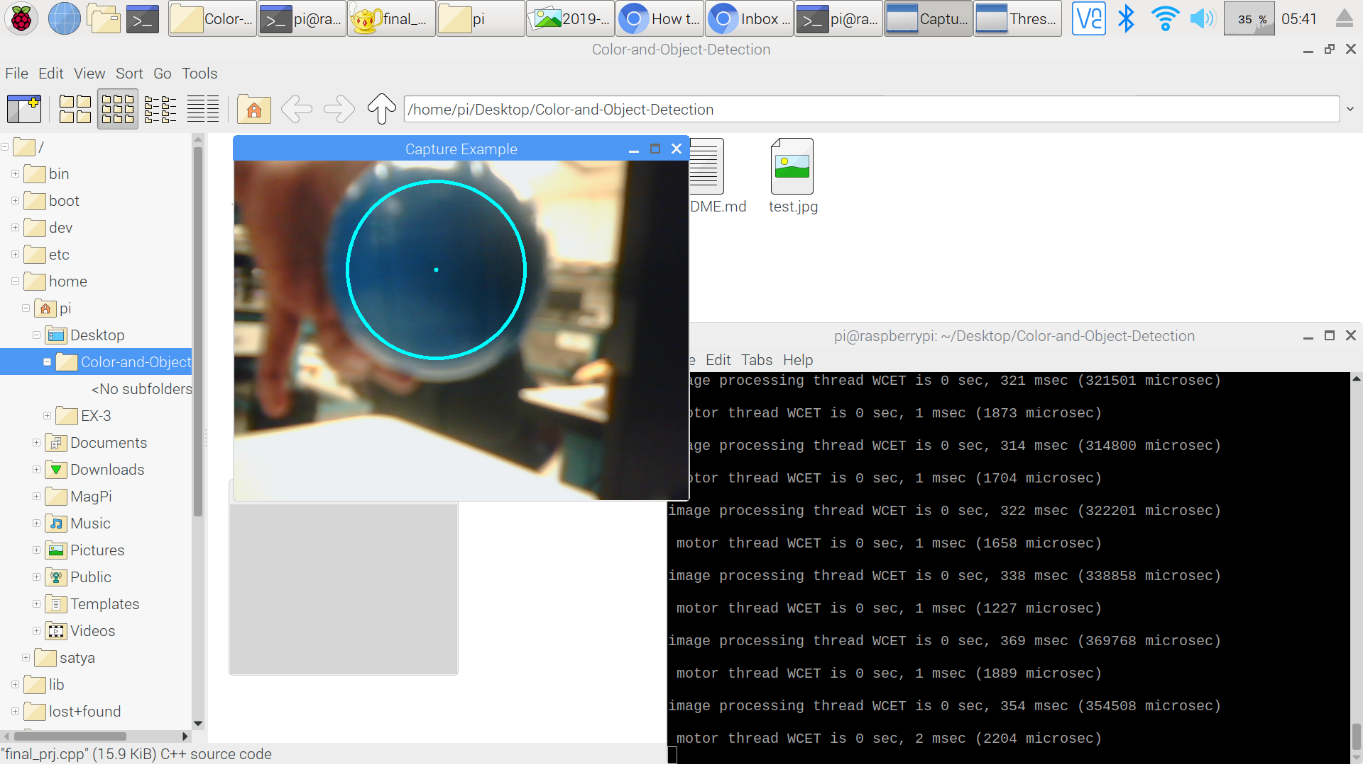 Color-
pi@ra...
final_...
pi
2019-...
How t...
Inbox ...
pi@ra...
Captu...
Thres...
35 %
05:41
Color-and-Object-Detection
File Edit View Sort Go Tools
/home/pi/Desktop/Color-and-Object-Detection
/
bin
boot
dev
etc
home
pi
Desktop
Color-and-Object
<No subfolders
EX-3
Documents
Downloads
MagPi
Music
Pictures
Public
Templates
Videos
satya
lib
lost+found
Capture Example
DME.md
test.jpg
pi@raspberrypi: ~/Desktop/Color-and-Object-Detection
e Edit Tabs Help
age processing thread WCET is 0 sec, 321 msec (321501 microsec)
otor thread WCET is 0 sec, 1 msec (1873 microsec)
age processing thread WCET is 0 sec, 314 msec (314800 microsec)
otor thread WCET is 0 sec, 1 msec (1704 microsec)
image processing thread WCET is 0 sec, 322 msec (322201 microsec)
motor thread WCET is 0 sec, 1 msec (1658 microsec)
image processing thread WCET is 0 sec, 338 msec (338858 microsec)
motor thread WCET is 0 sec, 1 msec (1227 microsec)
image processing thread WCET is 0 sec, 369 msec (369768 microsec)
motor thread WCET is 0 sec, 1 msec (1889 microsec)
image processing thread WCET is 0 sec, 354 msec (354508 microsec)
motor thread WCET is 0 sec, 2 msec (2204 microsec)
"final_prj.cpp" (15.9 KiB) C++ source code